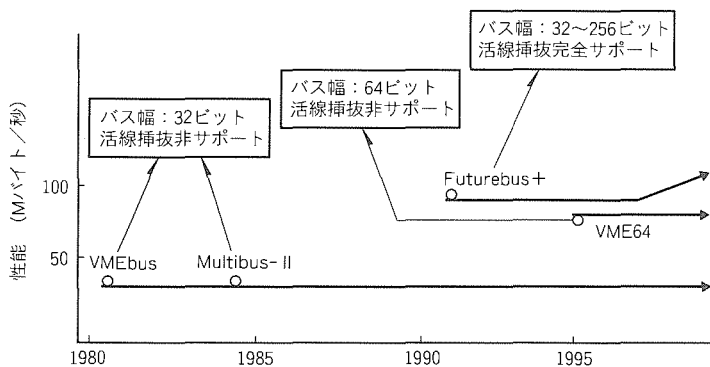 バス幅:32～256ビット
活線挿抜完全サポート
バス幅:64ビット
活線挿抜非サポート
バス幅:32ビット
活線挿抜非サポート
性能 (Mバイト/秒)
100
50
Futurebus+
VME64
VMEbus
Multibus-II
1980
1985
1990
1995